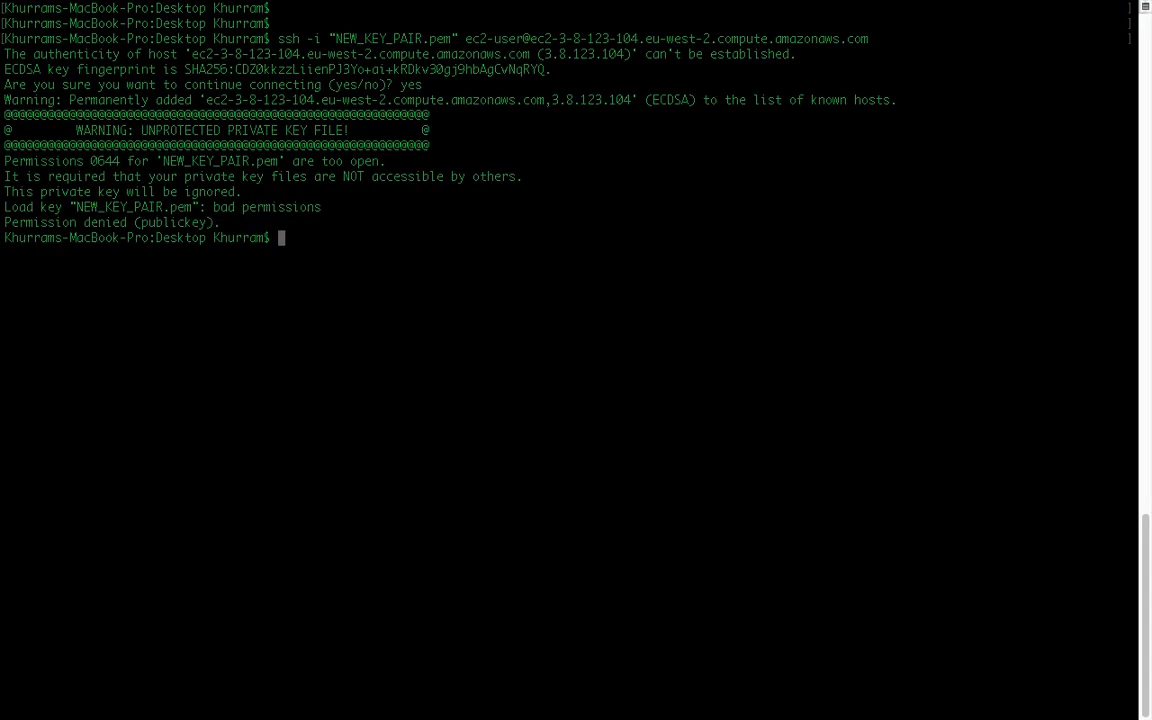 [Khurrams-MacBook-Pro:Desktop Khurram$ ]
[Khurrams-MacBook-Pro:Desktop Khurram$ ]
[Khurrams-MacBook-Pro:Desktop Khurram$ ssh -i "NEW_KEY_PAIR.pem" ec2-user@ec2-3-8-123-104.eu-west-2.compute.amazonaws.com ]
The authenticity of host 'ec2-3-8-123-104.eu-west-2.compute.amazonaws.com (3.8.123.104)' can't be established.
ECDSA key fingerprint is SHA256:CDZ0kkzzLiienPJ3Yo+ai+kRDkv30gj9hbAgCvNqRYQ.
Are you sure you want to continue connecting (yes/no)? yes
Warning: Permanently added 'ec2-3-8-123-104.eu-west-2.compute.amazonaws.com,3.8.123.104' (ECDSA) to the list of known hosts.
@@@@@@@@@@@@@@@@@@@@@@@@@@@@@@@@@@@@@@@@@@@@@@@@@@@@@@@@@@@
@         WARNING: UNPROTECTED PRIVATE KEY FILE!          @
@@@@@@@@@@@@@@@@@@@@@@@@@@@@@@@@@@@@@@@@@@@@@@@@@@@@@@@@@@@
Permissions 0644 for 'NEW_KEY_PAIR.pem' are too open.
It is required that your private key files are NOT accessible by others.
This private key will be ignored.
Load key "NEW_KEY_PAIR.pem": bad permissions
Permission denied (publickey).
Khurrams-MacBook-Pro:Desktop Khurram$